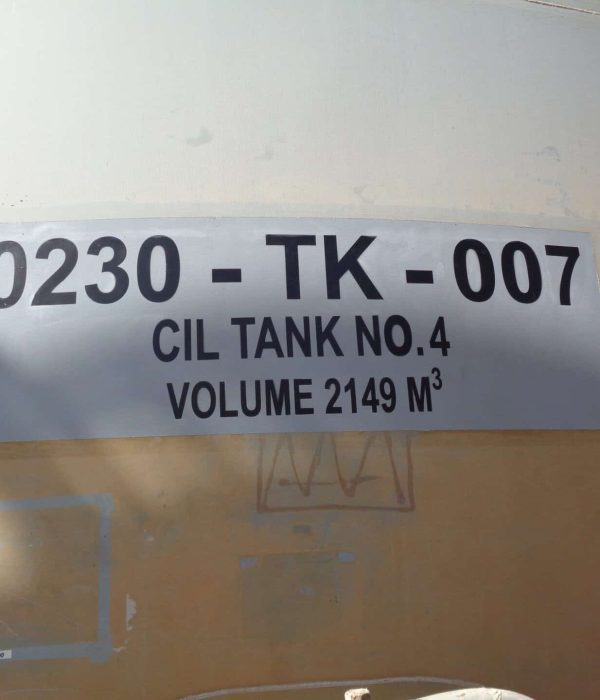 0230 - TK - 007
CIL TANK NO.4
VOLUME 2149 M³